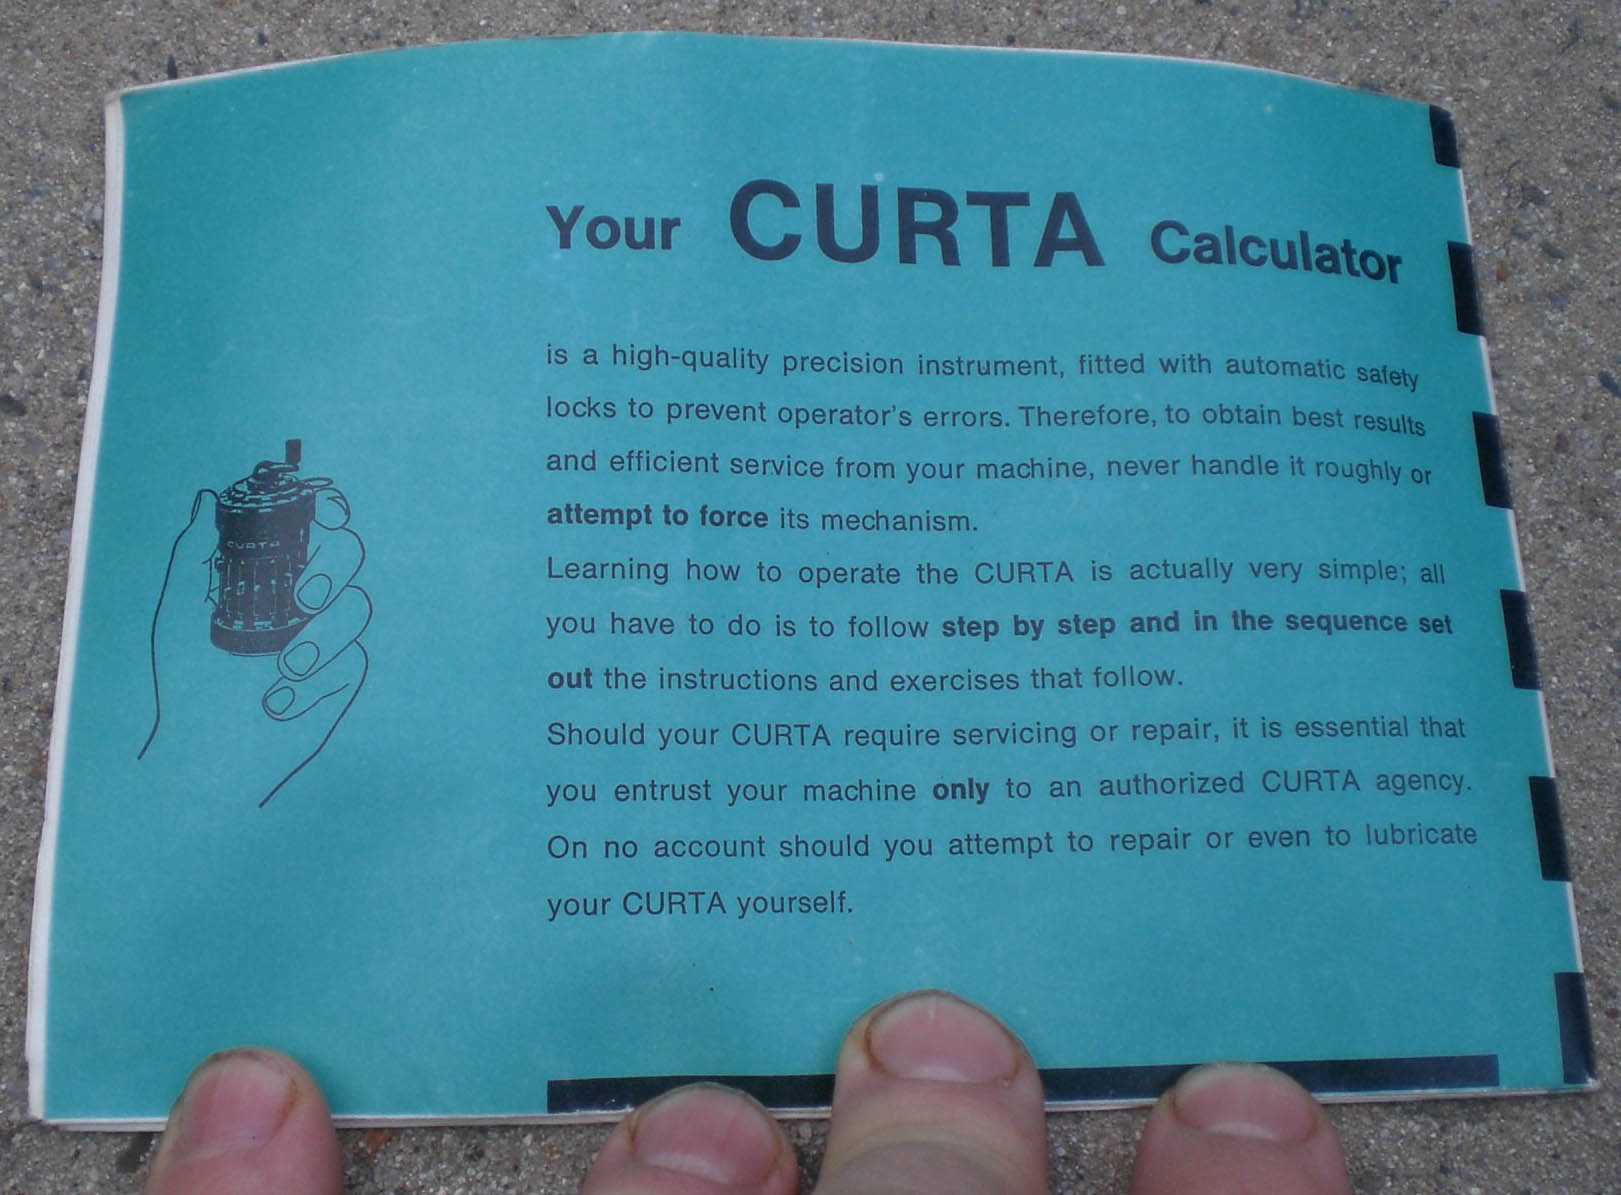 Your CURTA Calculator
is a high-quality precision instrument, fitted with automatic safety
locks to prevent operator's errors. Therefore, to obtain best results
and efficient service from your machine, never handle it roughly or
attempt to force its mechanism.
Learning how to operate the CURTA is actually very simple; all
you have to do is to follow step by step and in the sequence set
out the instructions and exercises that follow.
Should your CURTA require servicing or repair, it is essential that
you entrust your machine only to an authorized CURTA agency.
On no account should you attempt to repair or even to lubricate
your CURTA yourself.
CURTA